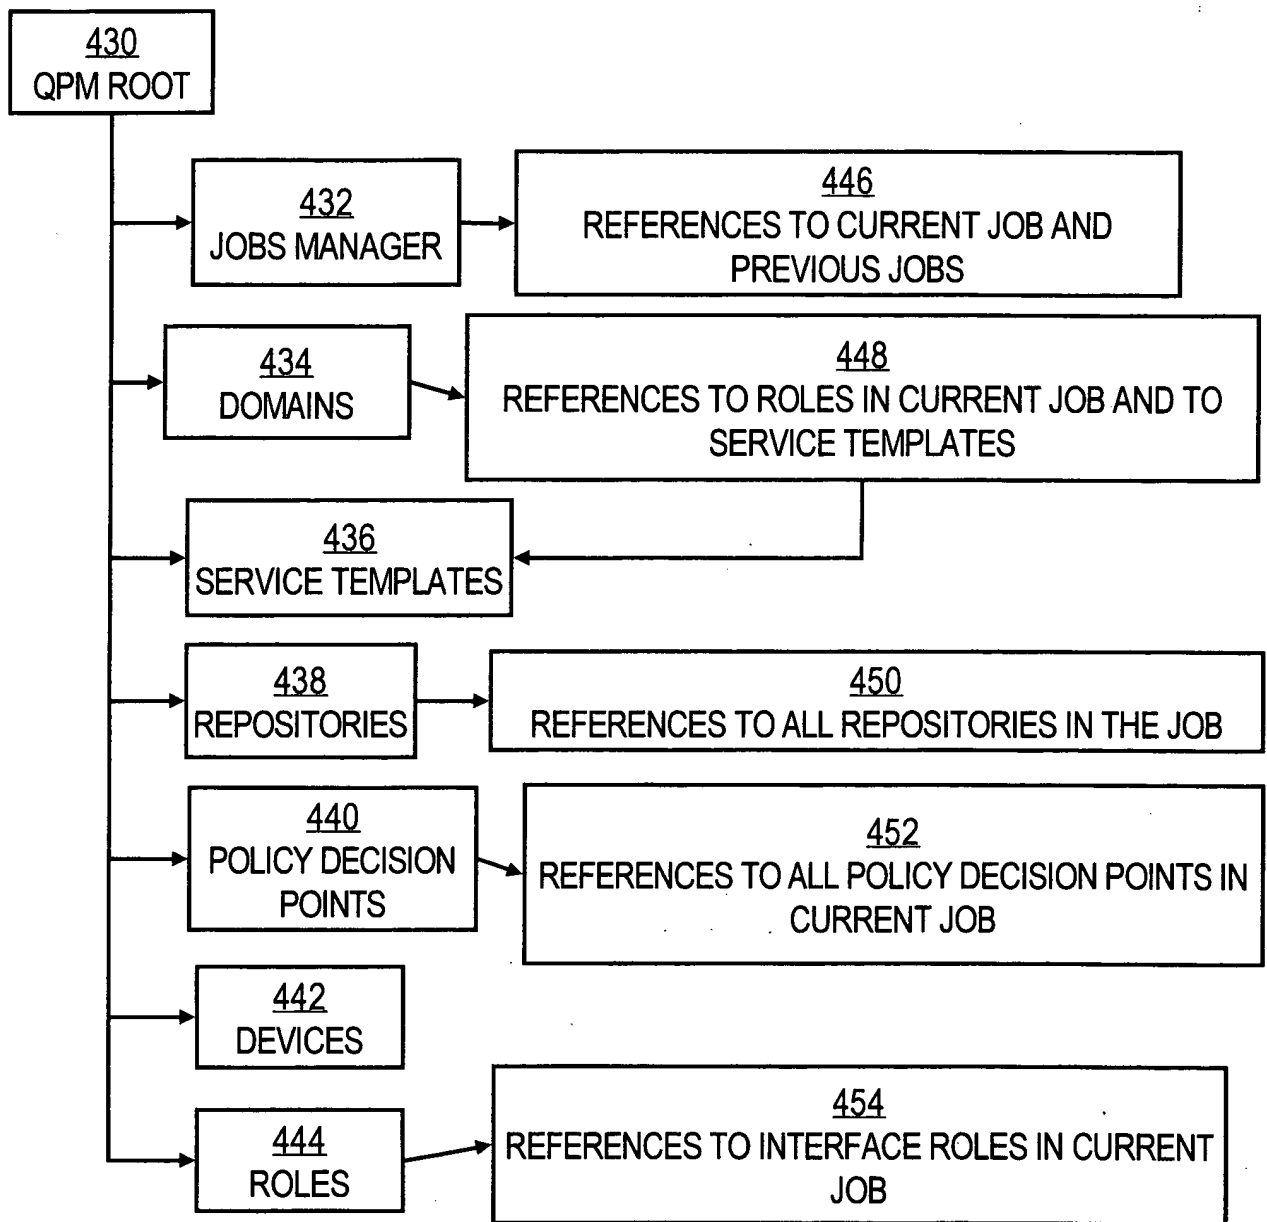 430
QPM ROOT
432
JOBS MANAGER
446
REFERENCES TO CURRENT JOB AND
PREVIOUS JOBS
434
DOMAINS
448
REFERENCES TO ROLES IN CURRENT JOB AND TO
SERVICE TEMPLATES
436
SERVICE TEMPLATES
438
REPOSITORIES
450
REFERENCES TO ALL REPOSITORIES IN THE JOB
440
POLICY DECISION
POINTS
452
REFERENCES TO ALL POLICY DECISION POINTS IN
CURRENT JOB
442
DEVICES
444
ROLES
454
REFERENCES TO INTERFACE ROLES IN CURRENT
JOB